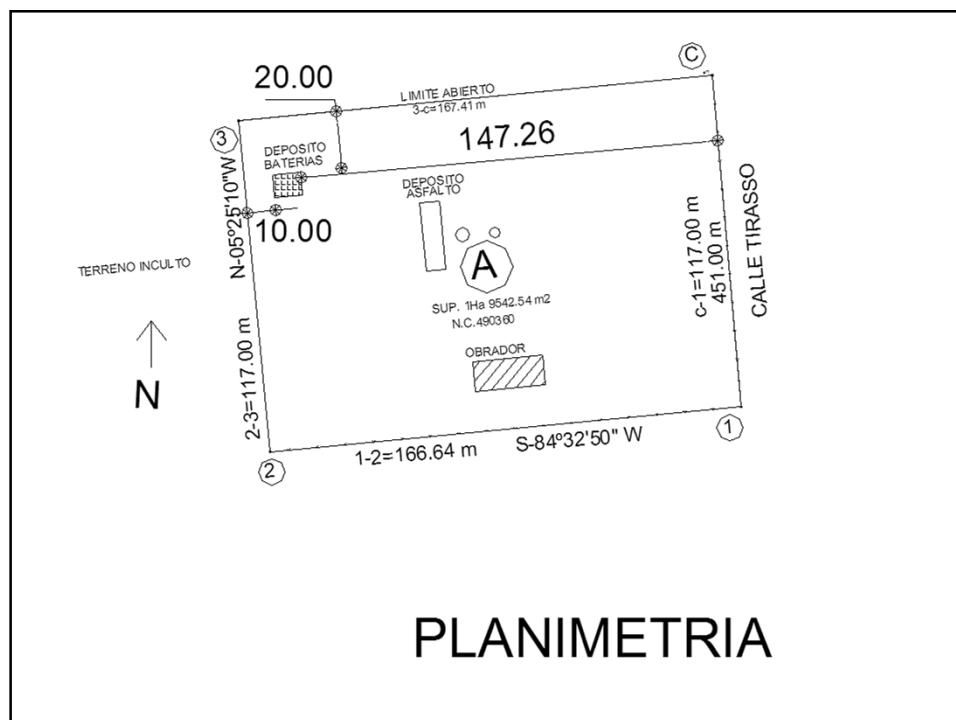 C
20.00
LIMITE ABIERTO
3-c=167.41 m
3
147.26
DEPOSITO
BATERIAS
DEPOSITO
ASFALTO
N-05º25'10"W
10.00
A
TERRENO INCULTO
c-1=117.00 m
451.00 m
CALLE TIRASSO
SUP. 1Ha 9542.54 m2
N.C.490360
OBRADOR
N
2-3=117.00 m
1
S-84º32'50" W
1-2=166.64 m
2
PLANIMETRIA